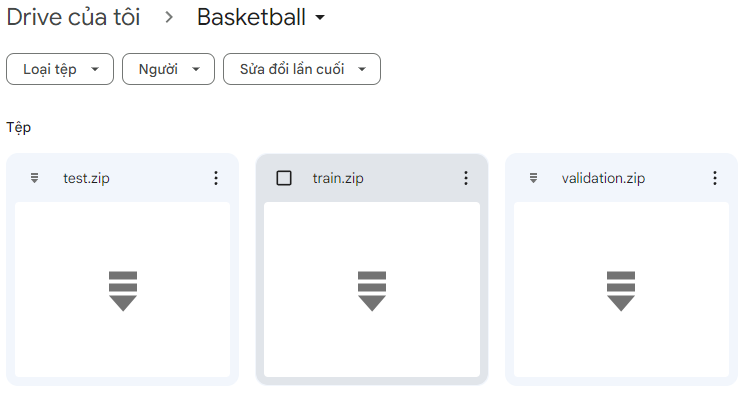 Drive của tôi > Basketball
Loại tệp Người Sửa đổi lần cuối
Tệp
test.zip train.zip validation.zip